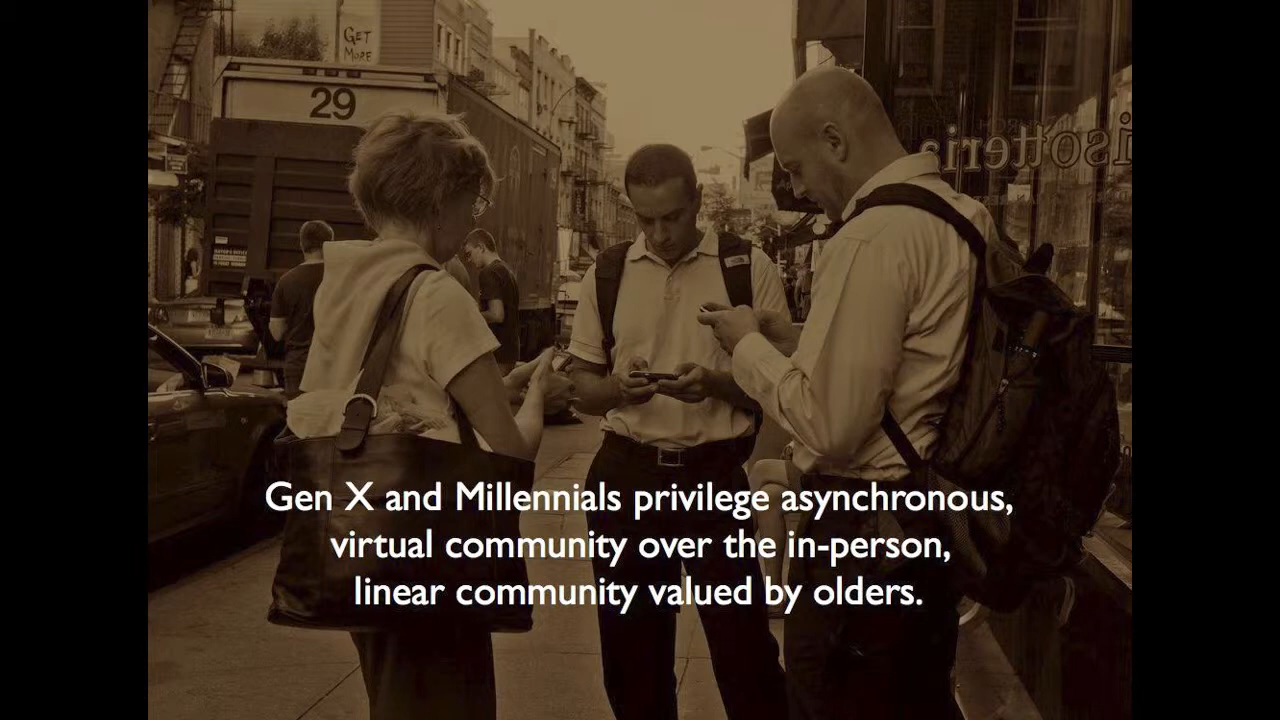 GET
MORE
29
isotteria
Gen X and Millennials privilege asynchronous,
virtual community over the in-person,
linear community valued by olders.